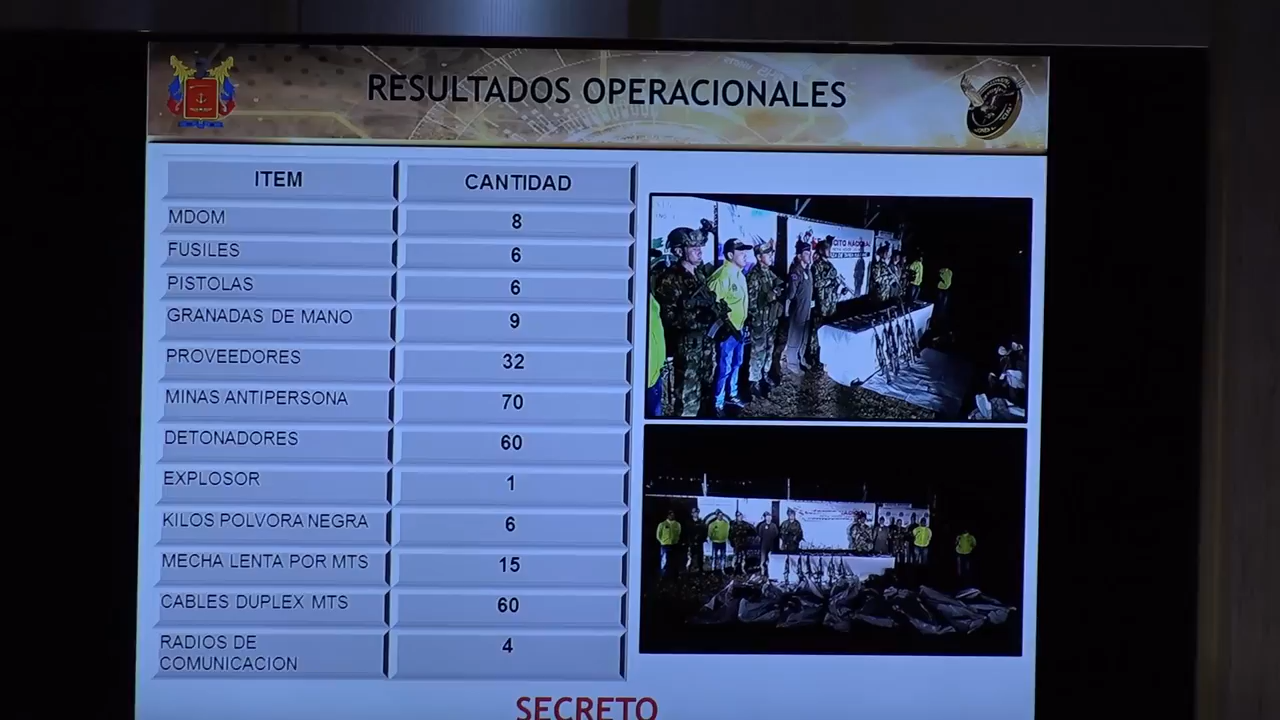 RESULTADOS OPERACIONALES
ITEM CANTIDAD
MDOM 8
FUSILES 6
PISTOLAS 6
GRANADAS DE MANO 9
PROVEEDORES 32
MINAS ANTIPERSONA 70
DETONADORES 60
EXPLOSOR 1
KILOS POLVORA NEGRA 6
MECHA LENTA POR MTS 15
CABLES DUPLEX MTS 60
RADIOS DE
COMUNICACION 4
SECRETO